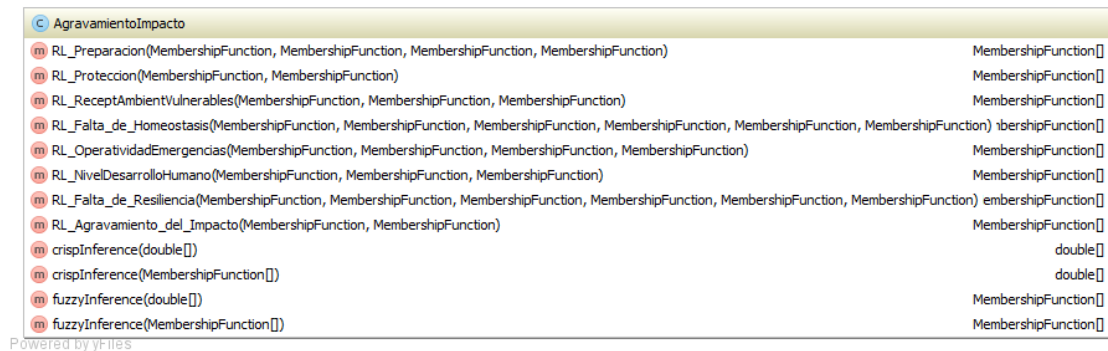 C AgravamientoImpacto
m RL_Preparacion(MembershipFunction, MembershipFunction, MembershipFunction, MembershipFunction) MembershipFunction[]
m RL_Proteccion(MembershipFunction, MembershipFunction) MembershipFunction[]
m RL_ReceptAmbientVulnerables(MembershipFunction, MembershipFunction, MembershipFunction) MembershipFunction[]
m RL_Falta_de_Homeostasis(MembershipFunction, MembershipFunction, MembershipFunction, MembershipFunction, MembershipFunction, MembershipFunction) nbershipFunction[]
m RL_OperatividadEmergencias(MembershipFunction, MembershipFunction, MembershipFunction, MembershipFunction) MembershipFunction[]
m RL_NivelDesarrolloHumano(MembershipFunction, MembershipFunction, MembershipFunction) MembershipFunction[]
m RL_Falta_de_Resiliencia(MembershipFunction, MembershipFunction, MembershipFunction, MembershipFunction, MembershipFunction, MembershipFunction) embershipFunction[]
m RL_Agravamiento_del_Impacto(MembershipFunction, MembershipFunction) MembershipFunction[]
m crispInference(double[]) double[]
m crispInference(MembershipFunction[]) double[]
m fuzzyInference(double[]) MembershipFunction[]
m fuzzyInference(MembershipFunction[]) MembershipFunction[]
Powered by yFiles